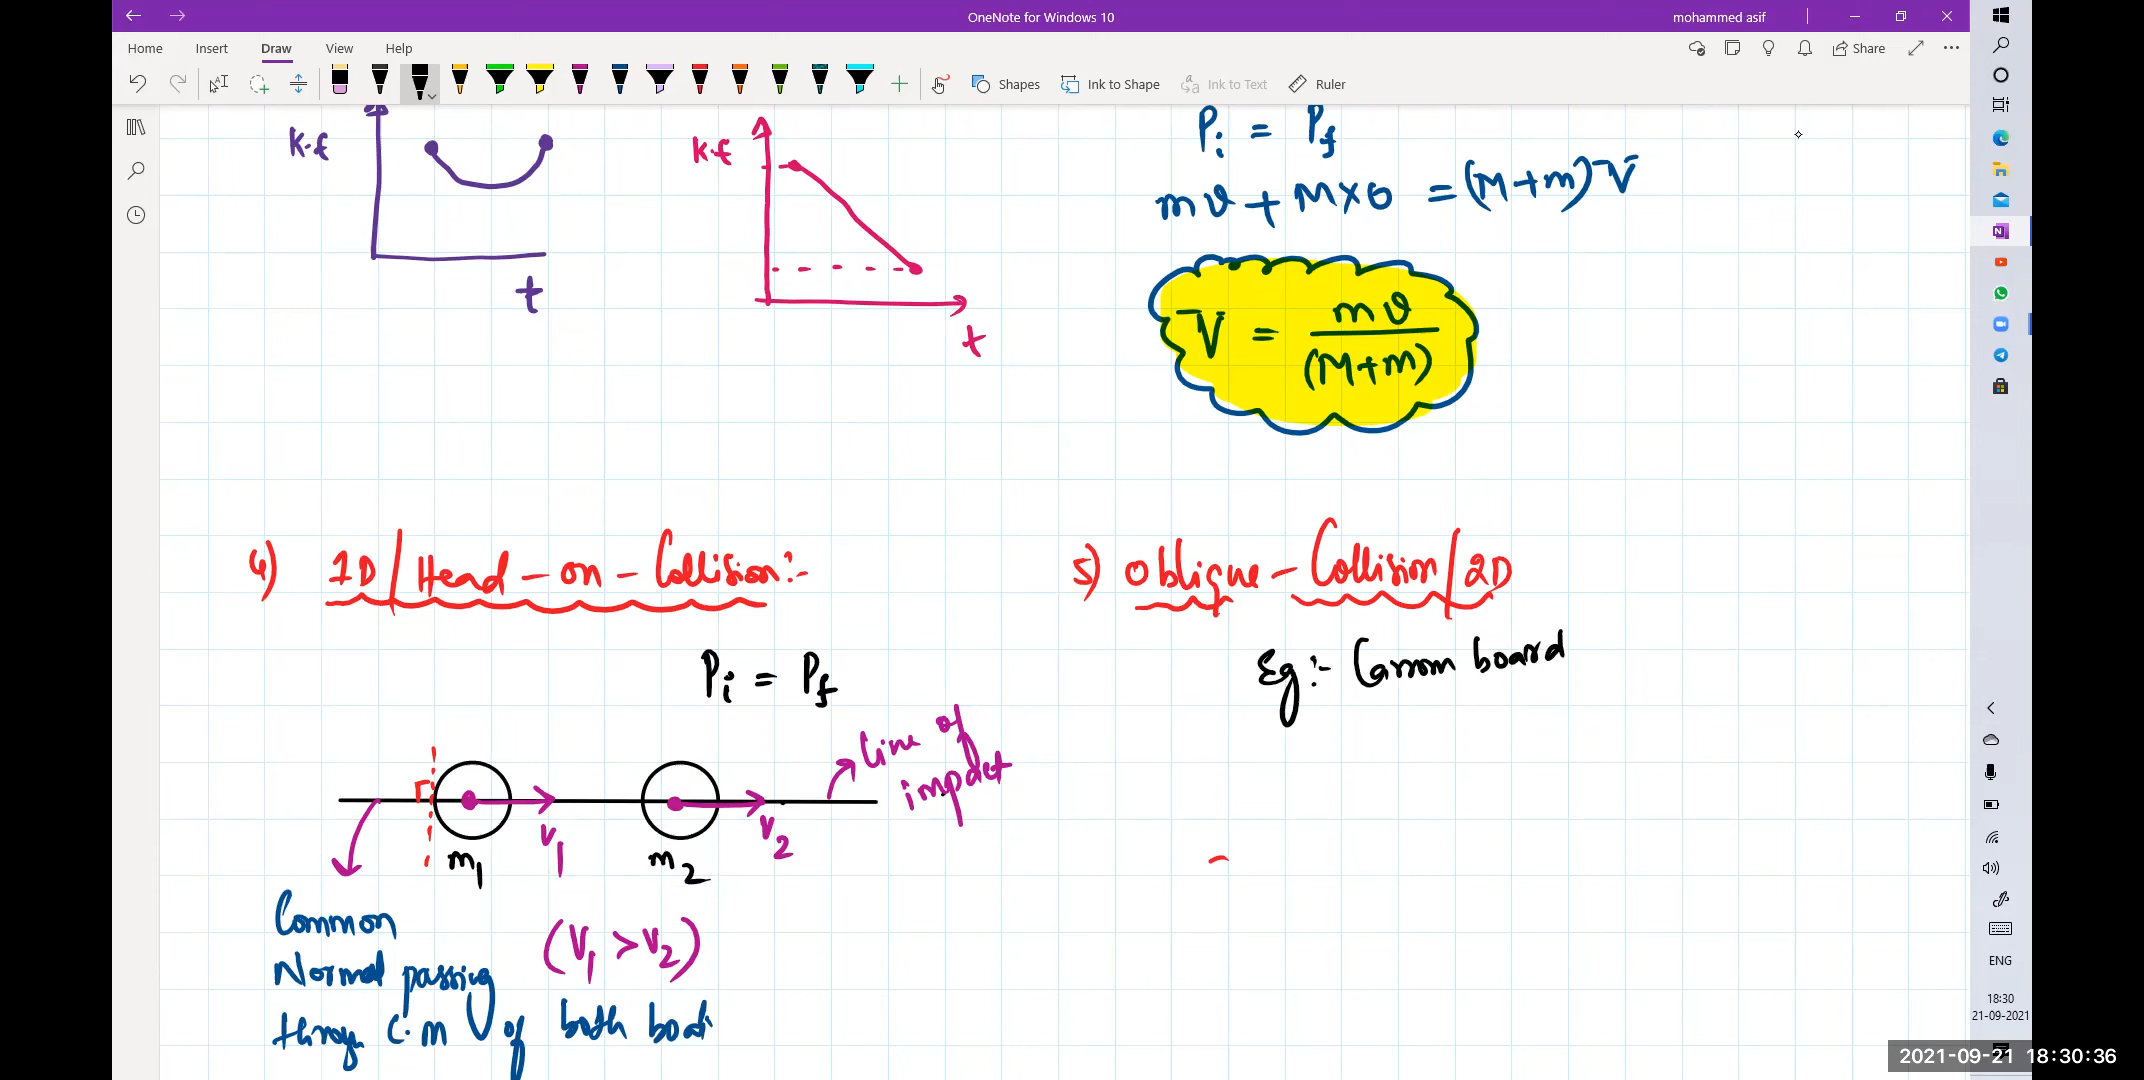 OneNote for Windows 10
mohammed asif
Home Insert Draw View Help
Share
Shapes Ink to Shape Ink to Text Ruler
K.E
t
K.E
t
Pi = Pf
mv + M×0 = (M+m) V
V = mv / (M+m)
4) 1D / Head-on-Collision:-
Pi = Pf
Line of
impact
m1
V1
m2
V2
(V1 > V2)
Common
Normal passing
throug C.M of both bodi
5) Oblique-Collision / 2D
Eg:- Carrom board
ENG
18:30
21-09-2021
2021-09-21 18:30:36